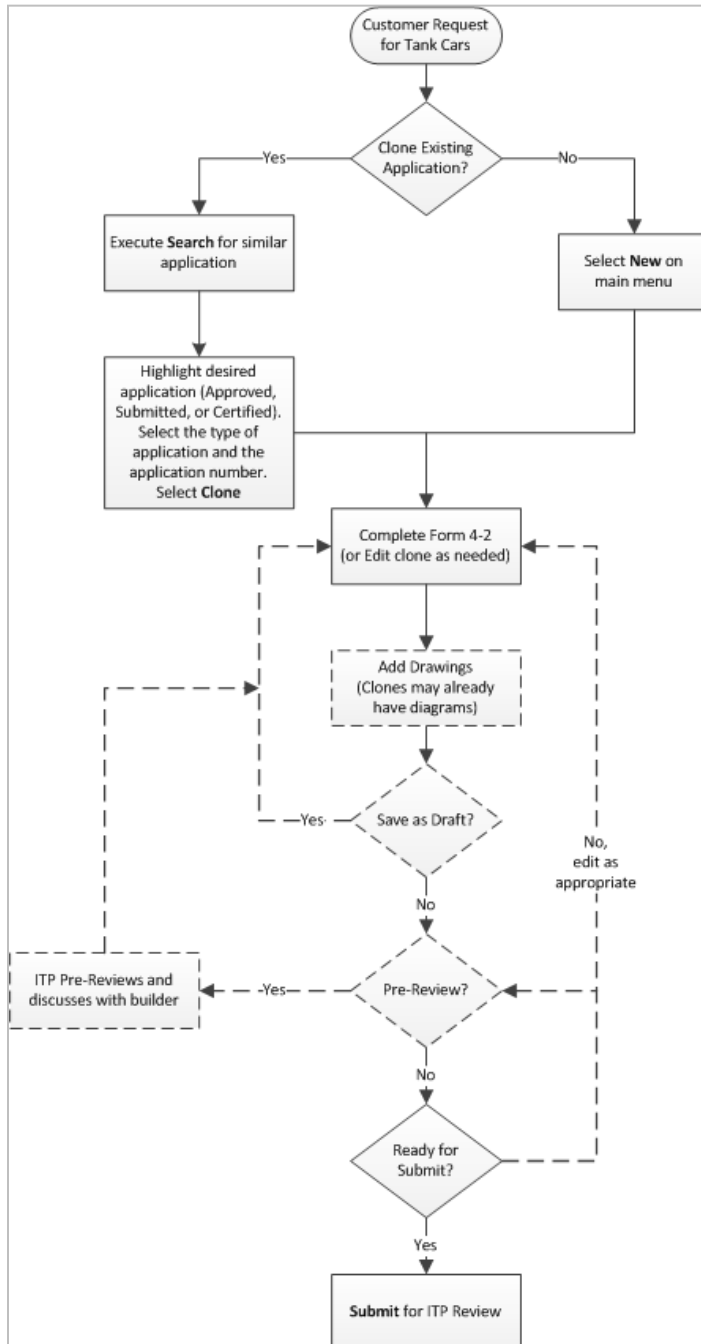 Customer Request
for Tank Cars
Clone Existing
Application?
Yes
No
Execute Search for similar
application
Select New on
main menu
Highlight desired
application (Approved,
Submitted, or Certified).
Select the type of
application and the
application number.
Select Clone
Complete Form 4-2
(or Edit clone as needed)
Add Drawings
(Clones may already
have diagrams)
Save as Draft?
Yes
No
No,
edit as
appropriate
ITP Pre-Reviews and
discusses with builder
Yes
Pre-Review?
No
Ready for
Submit?
Yes
Submit for ITP Review